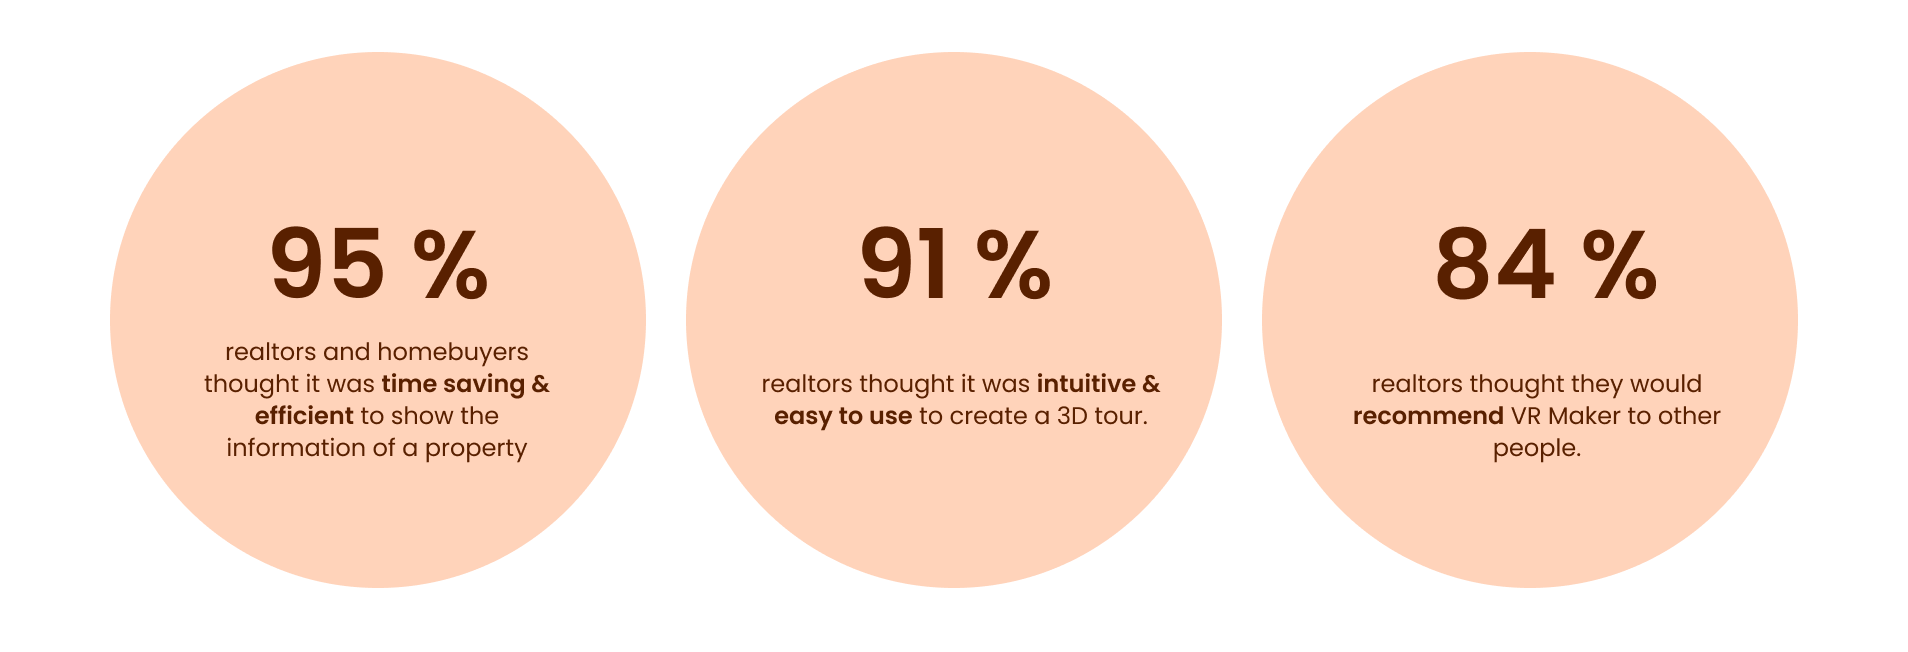 95 %
realtors and homebuyers
thought it was time saving &
efficient to show the
information of a property
91 %
realtors thought it was intuitive &
easy to use to create a 3D tour.
84 %
realtors thought they would
recommend VR Maker to other
people.